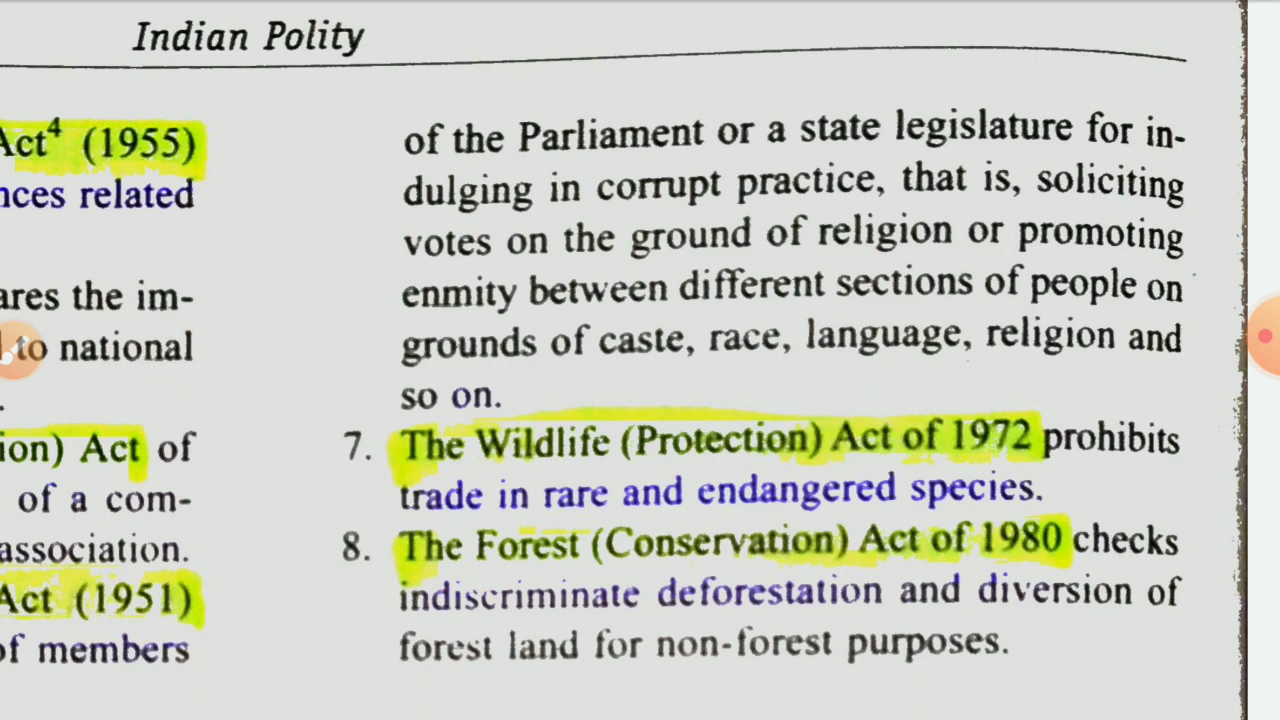 Indian Polity
Act⁴ (1955)
nces related
ares the im-
to national
.
ion) Act of
of a com-
association.
Act (1951)
of members
of the Parliament or a state legislature for in-
dulging in corrupt practice, that is, soliciting
votes on the ground of religion or promoting
enmity between different sections of people on
grounds of caste, race, language, religion and
so on.
7. The Wildlife (Protection) Act of 1972 prohibits
trade in rare and endangered species.
8. The Forest (Conservation) Act of 1980 checks
indiscriminate deforestation and diversion of
forest land for non-forest purposes.